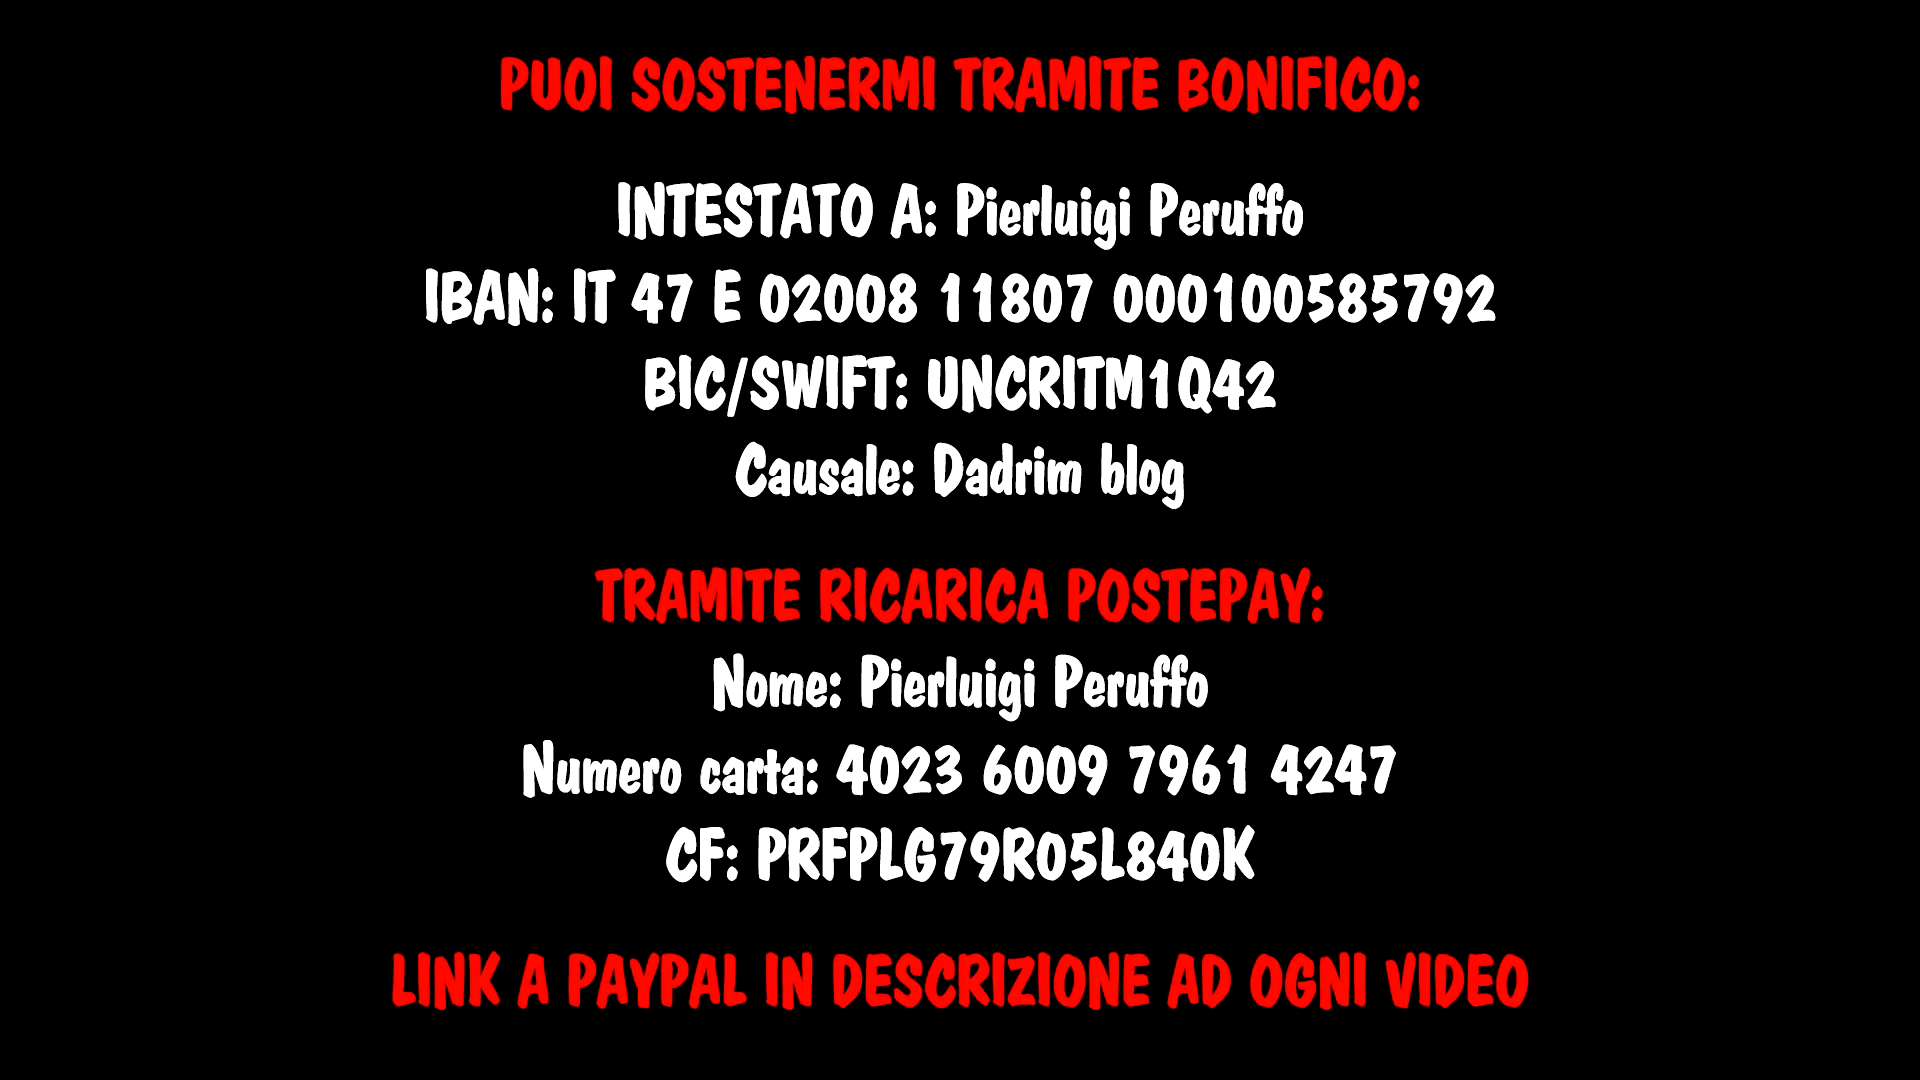 PUOI SOSTENERMI TRAMITE BONIFICO:
INTESTATO A: Pierluigi Peruffo
IBAN: IT 47 E 02008 11807 000100585792
BIC/SWIFT: UNCRITM1Q42
Causale: Dadrim blog
TRAMITE RICARICA POSTEPAY:
Nome: Pierluigi Peruffo
Numero carta: 4023 6009 7961 4247
CF: PRFPLG79R05L840K
LINK A PAYPAL IN DESCRIZIONE AD OGNI VIDEO